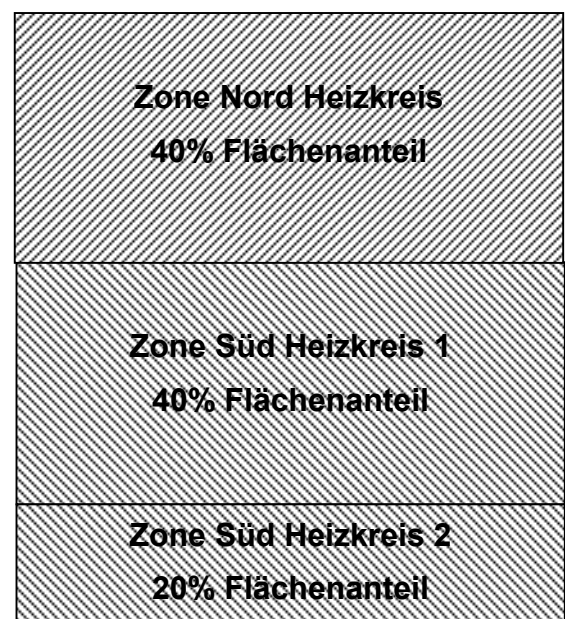 Zone Nord Heizkreis
40% Flächenanteil
Zone Süd Heizkreis 1
40% Flächenanteil
Zone Süd Heizkreis 2
20% Flächenanteil